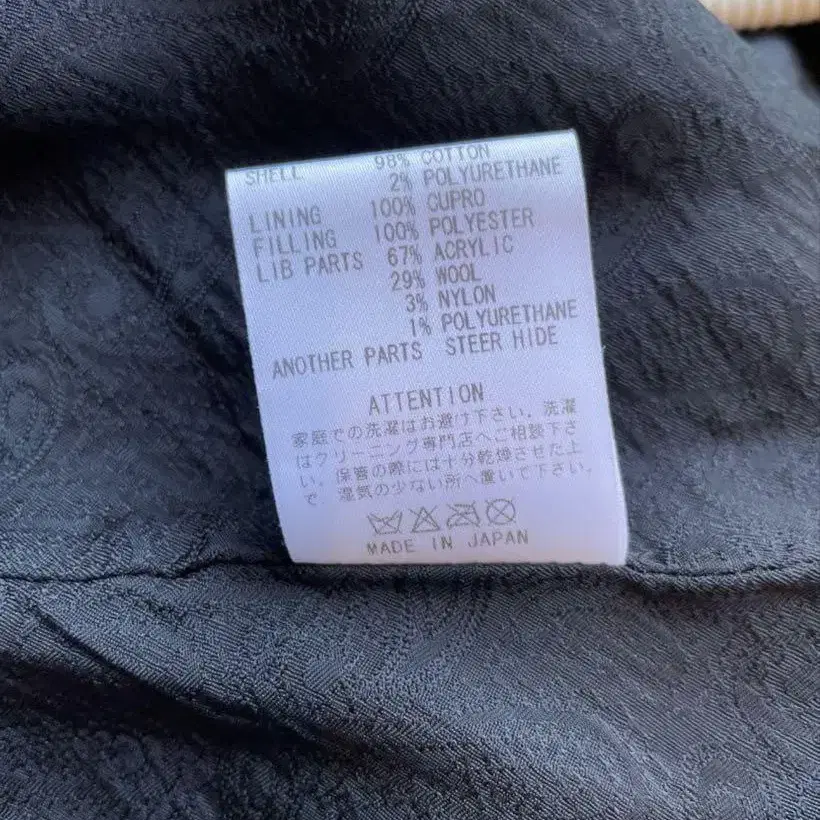 SHELL 98% COTTON
2% POLYURETHANE
LINING 100% CUPRO
FILLING 100% POLYESTER
LIB PARTS 67% ACRYLIC
29% WOOL
3% NYLON
1% POLYURETHANE
ANOTHER PARTS STEER HIDE
ATTENTION
家庭での洗濯はお避け下さい。洗濯
はクリーニング専門店へご相談下さ
い。保管の際には十分乾燥させた上
で、湿気の少ない所へ置いて下さい。
MADE IN JAPAN